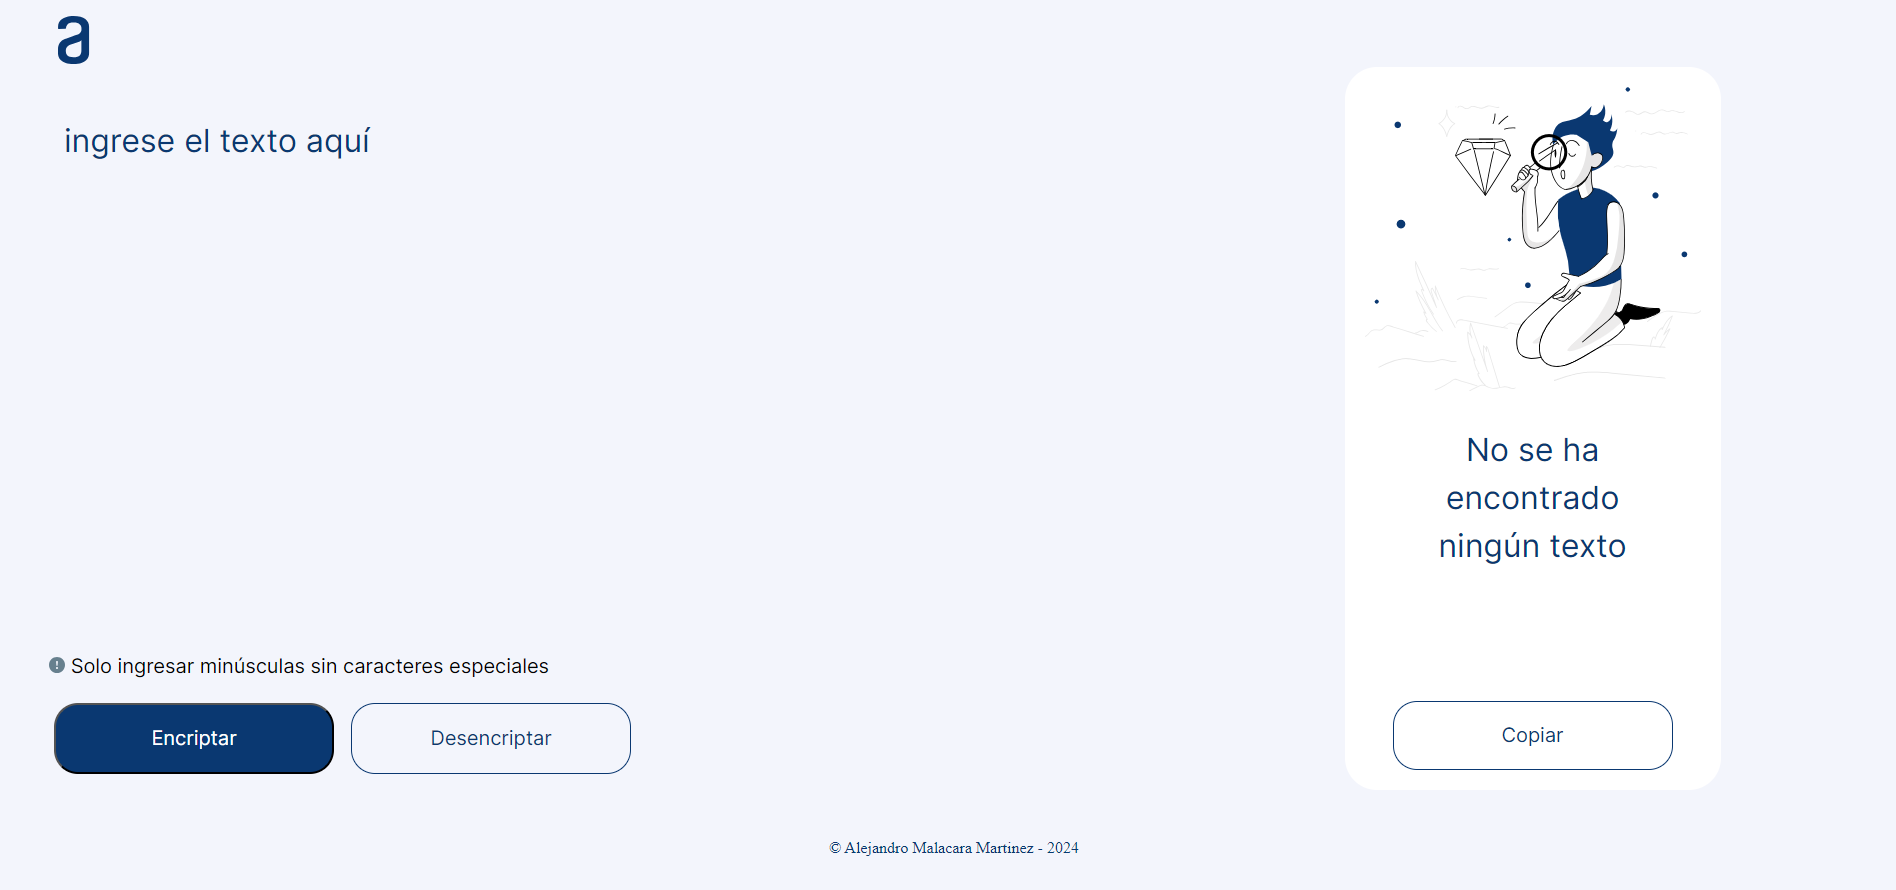 a
ingrese el texto aquí
No se ha
encontrado
ningún texto
Solo ingresar minúsculas sin caracteres especiales
Encriptar
Desencriptar
Copiar
© Alejandro Malacara Martinez - 2024